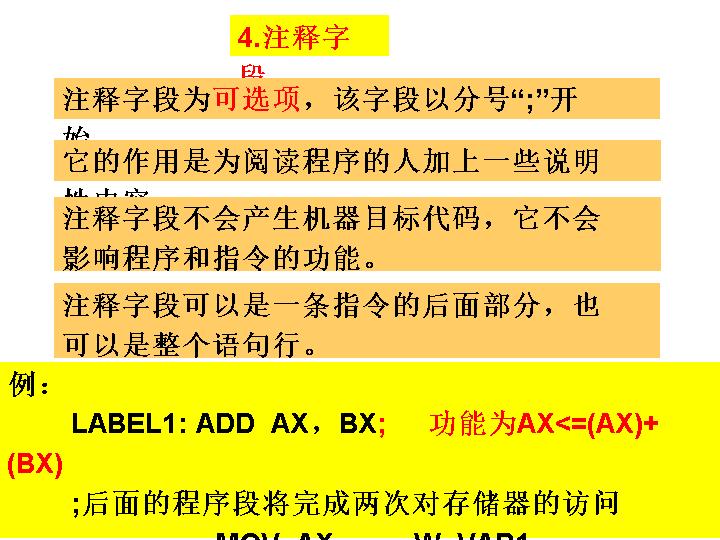 4.注释字
段
注释字段为可选项，该字段以分号“;”开
始
它的作用是为阅读程序的人加上一些说明
性内容
注释字段不会产生机器目标代码，它不会
影响程序和指令的功能。
注释字段可以是一条指令的后面部分，也
可以是整个语句行。
例：
LABEL1: ADD AX，BX; 功能为AX<=(AX)+
(BX)
;后面的程序段将完成两次对存储器的访问
MOV AX W_VAR1